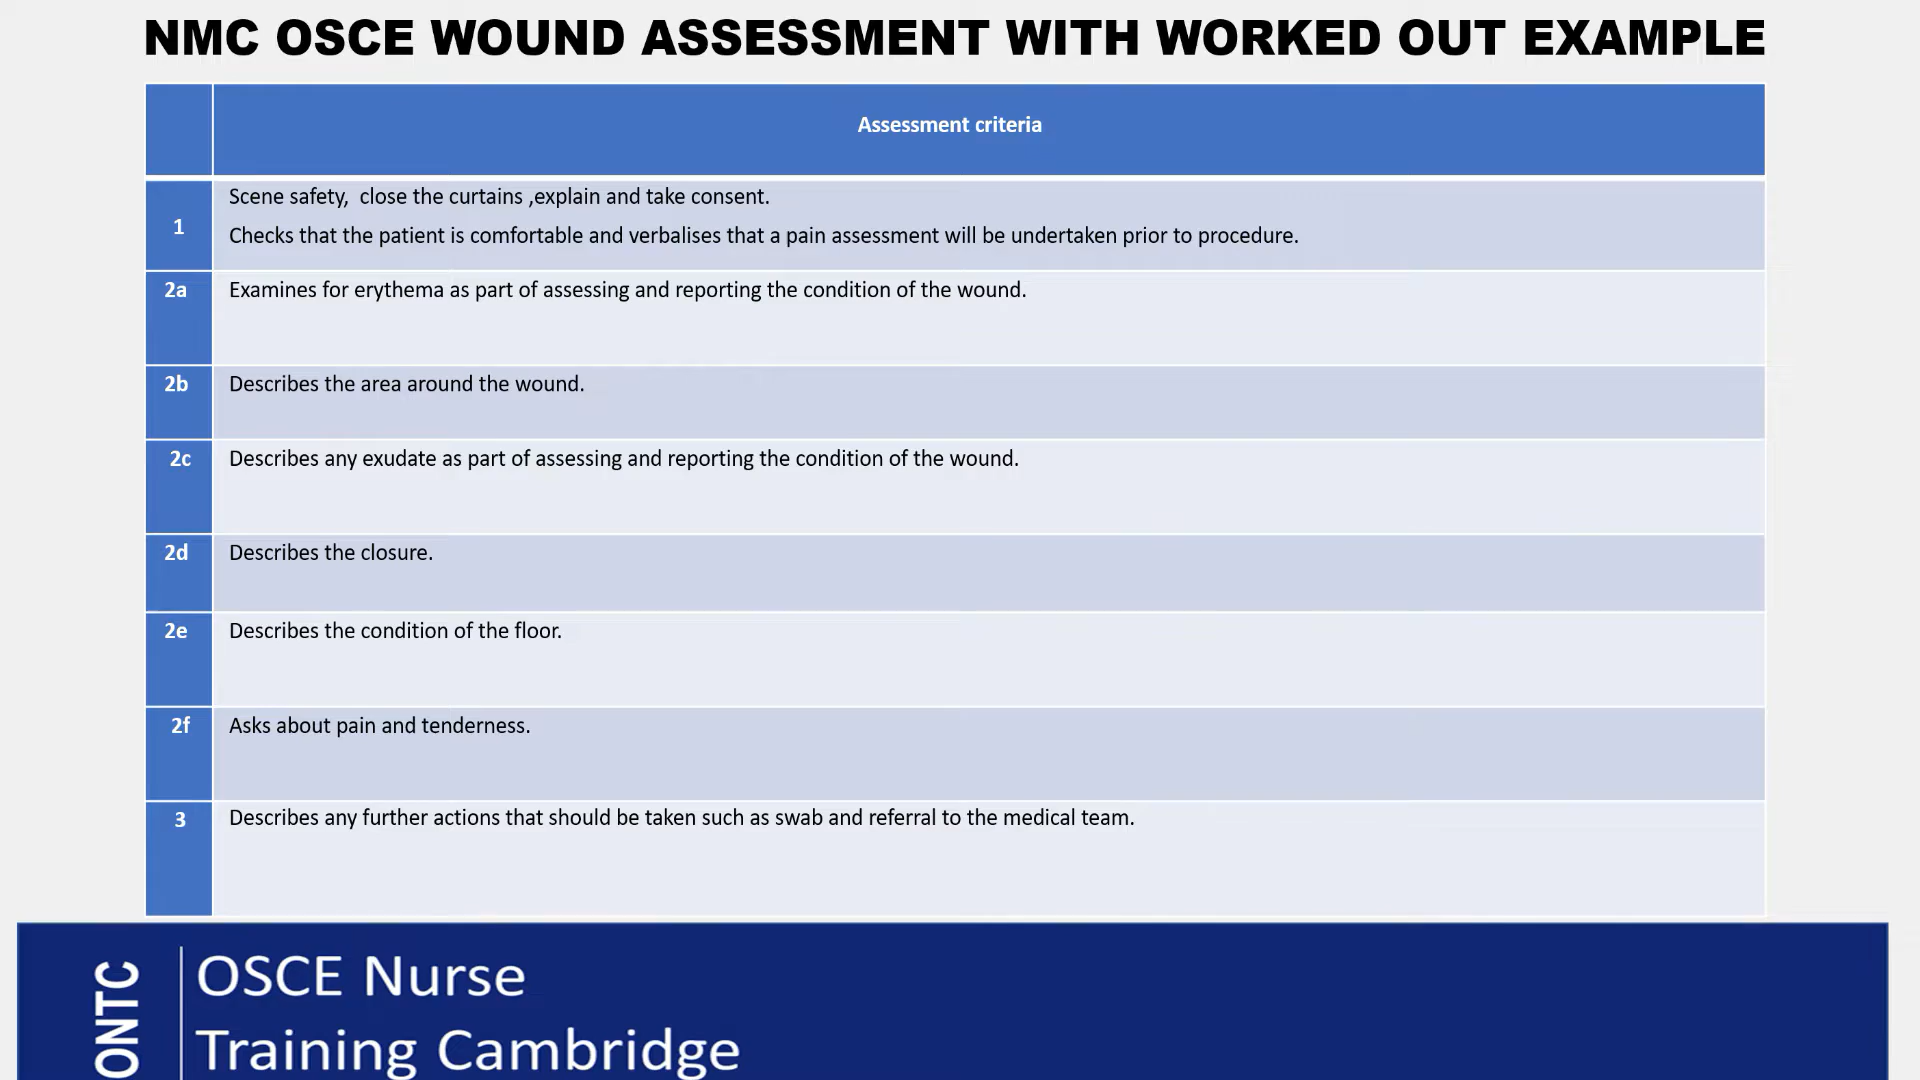 NMC OSCE WOUND ASSESSMENT WITH WORKED OUT EXAMPLE
Assessment criteria
1
Scene safety,  close the curtains ,explain and take consent.
Checks that the patient is comfortable and verbalises that a pain assessment will be undertaken prior to procedure.
2a
Examines for erythema as part of assessing and reporting the condition of the wound.
2b
Describes the area around the wound.
2c
Describes any exudate as part of assessing and reporting the condition of the wound.
2d
Describes the closure.
2e
Describes the condition of the floor.
2f
Asks about pain and tenderness.
3
Describes any further actions that should be taken such as swab and referral to the medical team.
ONTC
OSCE Nurse
Training Cambridge